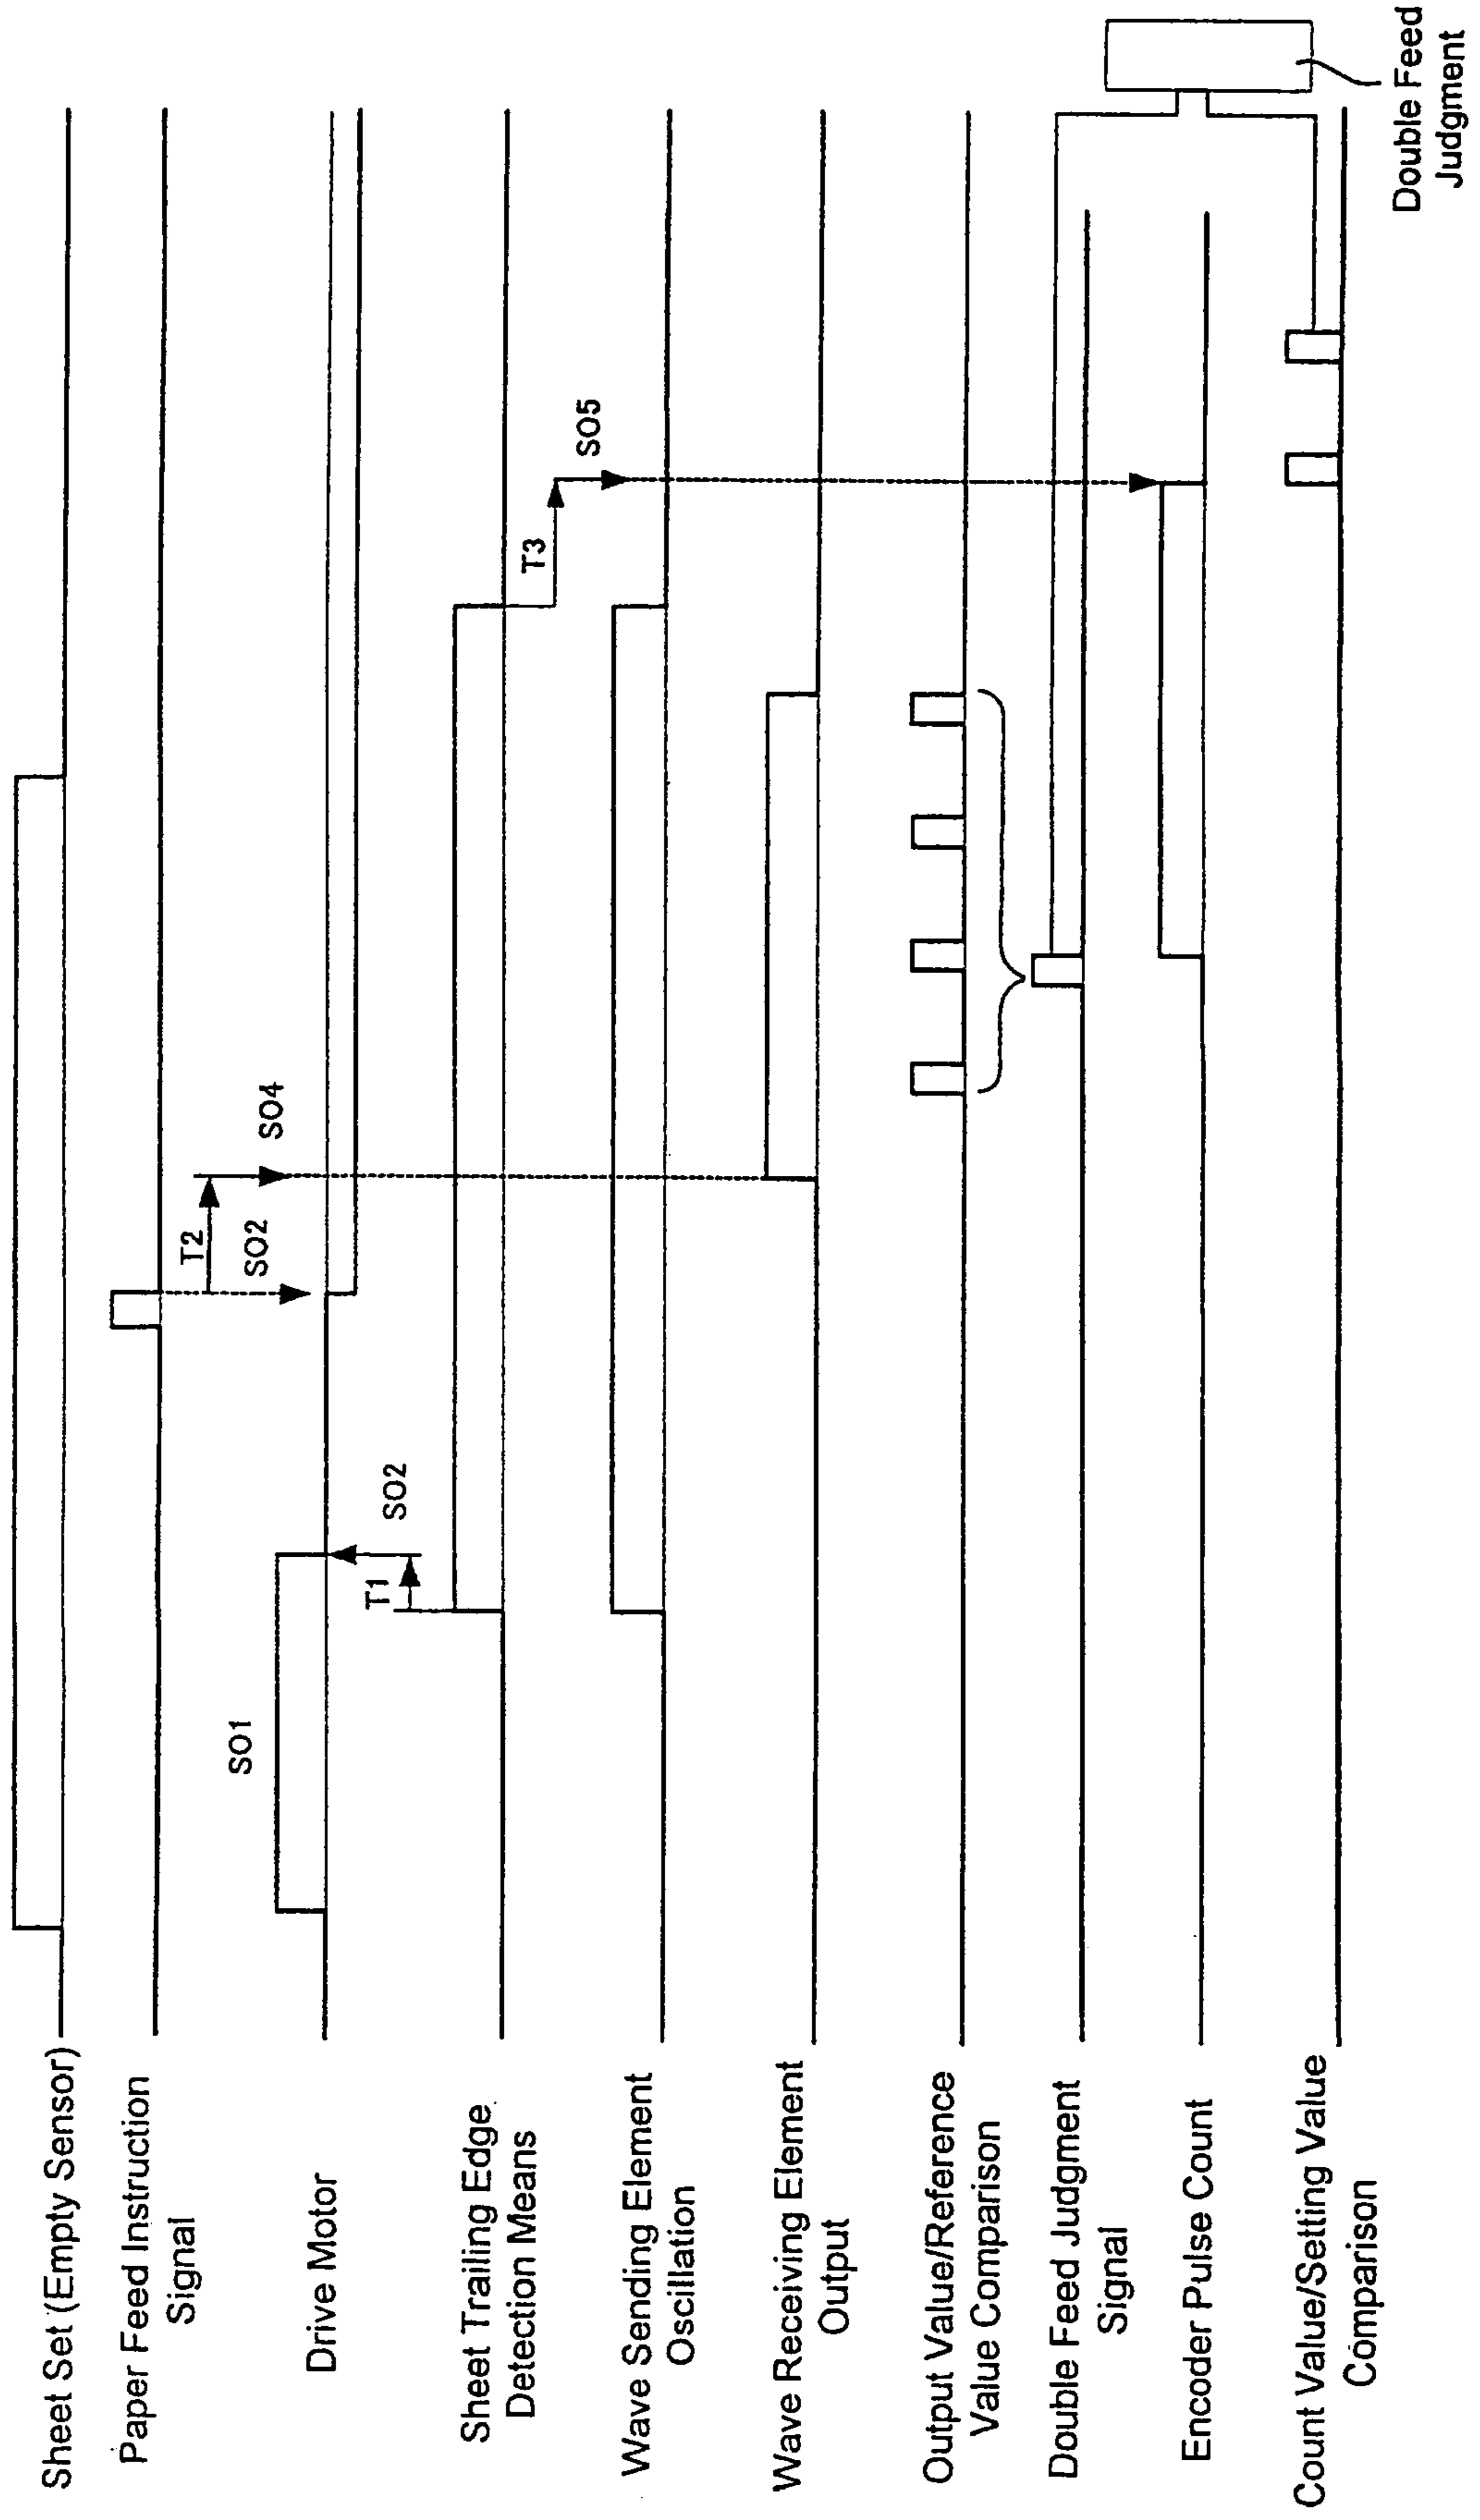 Sheet Set (Empty Sensor)
Paper Feed Instruction
Signal
T2
SO4
SO2
SO1
Drive Motor
T1
SO2
Sheet Trailing Edge
Detection Means
T3
SO5
Wave Sending Element
Oscillation
Wave Receiving Element
Output
Output Value/Reference
Value Comparison
Double Feed Judgment
Signal
Encoder Pulse Count
Count Value/Setting Value
Comparison
Double Feed
Judgment